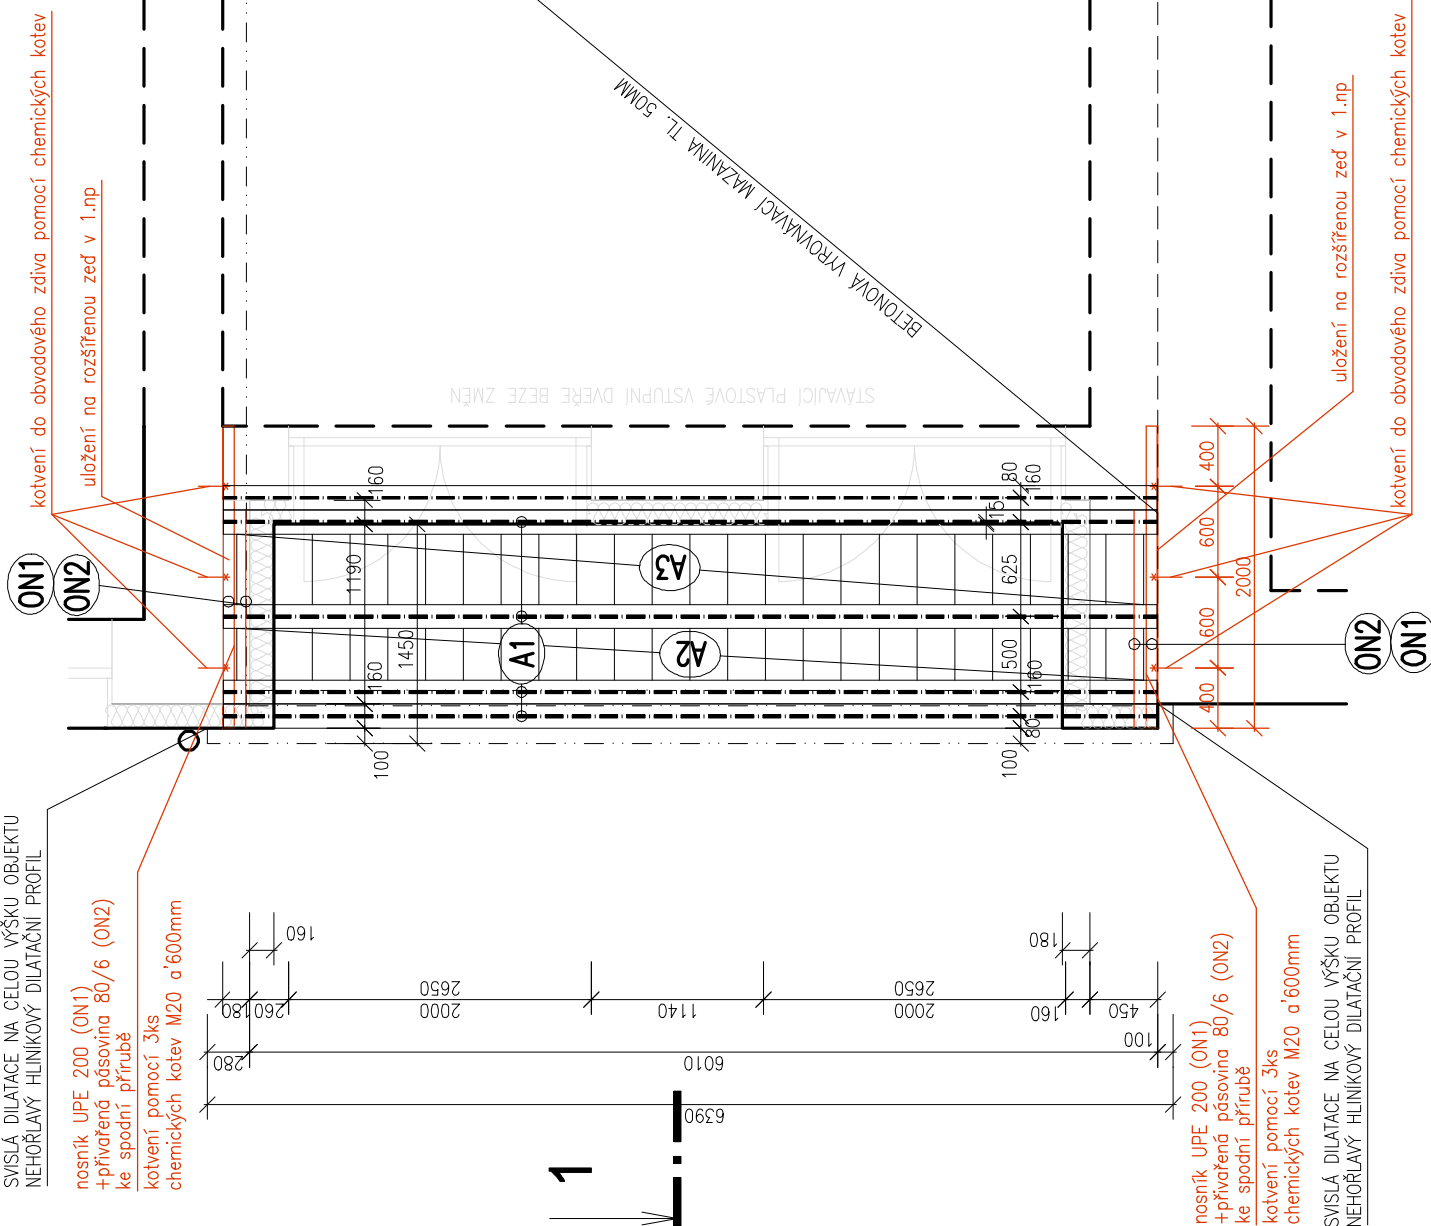 kotvení do obvodového zdiva pomocí chemických kotev
uložení na rozšířenou zeď v 1.np
ON1
ON2
BETONOVÁ VYROVNÁVACÍ MAZANINA TL. 50MM
STÁVAJÍCÍ PLASTOVÉ VSTUPNÍ DVEŘE BEZE ZMĚN
uložení na rozšířenou zeď v 1.np
kotvení do obvodového zdiva pomocí chemických kotev
160
1190
1450
160
100
A1
A2
A3
80
160
15
625
500
160
80
100
400
600
2000
600
400
ON2
ON1
SVISLÁ DILATACE NA CELOU VÝŠKU OBJEKTU
NEHOŘLAVÝ HLINÍKOVÝ DILATAČNÍ PROFIL
nosník UPE 200 (ON1)
+přivařená pásovina 80/6 (ON2)
ke spodní přírubě
kotvení pomocí 3ks
chemických kotev M20 a'600mm
160
180
180
260
2650
2000
1140
2650
2000
160
450
280
6010
100
6390
1
nosník UPE 200 (ON1)
+přivařená pásovina 80/6 (ON2)
ke spodní přírubě
kotvení pomocí 3ks
chemických kotev M20 a'600mm
SVISLÁ DILATACE NA CELOU VÝŠKU OBJEKTU
NEHOŘLAVÝ HLINÍKOVÝ DILATAČNÍ PROFIL